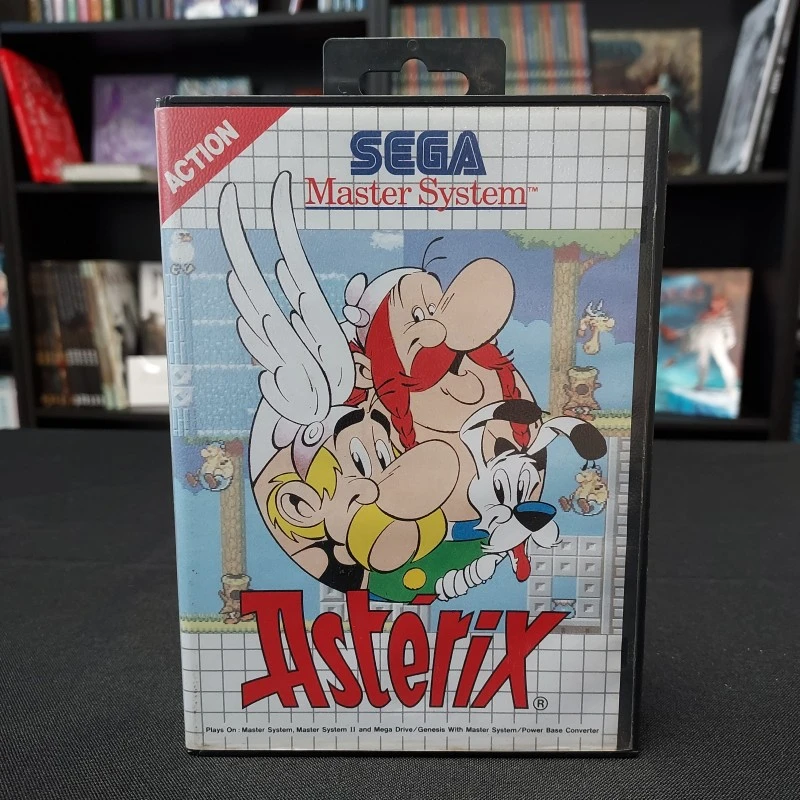 ACTION
SEGA
Master System™
Astérix®
Plays On : Master System, Master System II and Mega Drive/Genesis With Master System/Power Base Converter